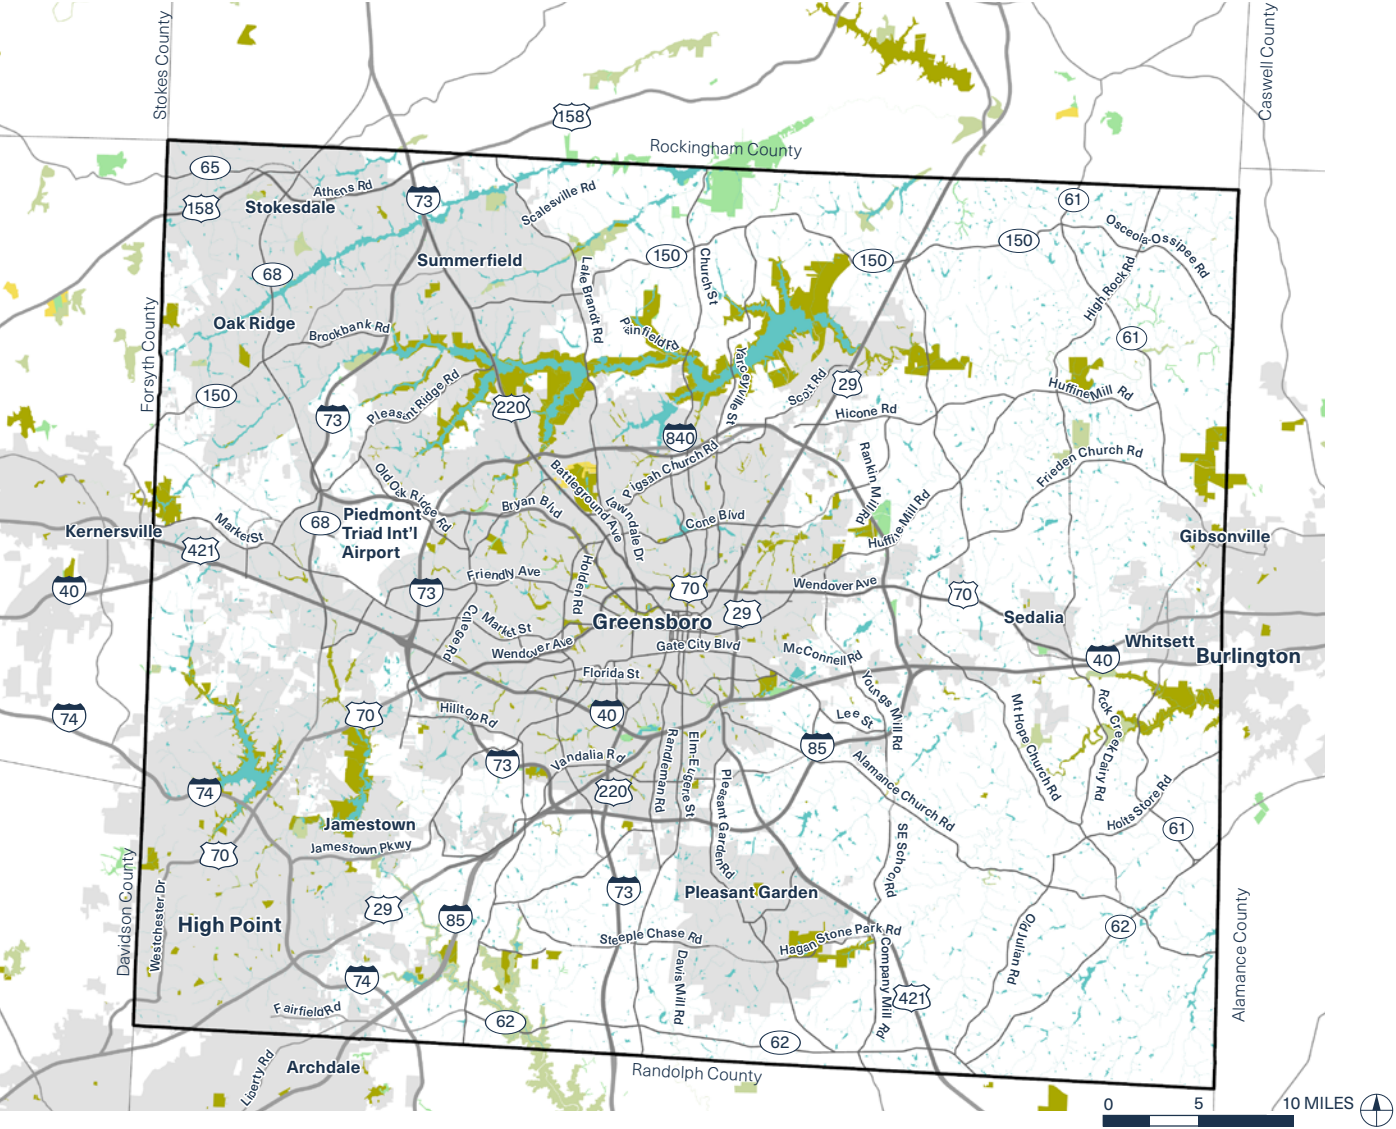 Stokes County
Caswell County
158
Rockingham County
65
Athens Rd
73
Scalesville Rd
61
158
Stokesdale
Osceola-Ossipee Rd
150
Summerfield
150
150
68
Church St
Lake Brandt Rd
High Rock Rd
Oak Ridge
Brookbank Rd
Plainfield Rd
61
Forsyth County
Yanceyville St
150
Pleasant Ridge Rd
Scott Rd
29
Huffine Mill Rd
73
220
Hicone Rd
840
Pigsah Church Rd
Rankin Mill Rd
Frieden Church Rd
Old Oak Ridge Rd
Battleground Ave
Lawndale Dr
Bryan Blvd
Huffine Mill Rd
68
Piedmont
Triad Int'l
Airport
Cone Blvd
Kernersville
Market St
421
Gibsonville
40
73
Friendly Ave
Holden Rd
70
Wendover Ave
70
29
Greensboro
Sedalia
College Rd
Market St
Wendover Ave
Gate City Blvd
McConnell Rd
Whitsett
40
Burlington
Florida St
Youngs Mill Rd
74
70
Hilltop Rd
40
Lee St
Mt Hope Church Rd
Rock Creek Dairy Rd
85
Vandalia Rd
73
Randleman Rd
Elm Eugene St
Pleasant Garden Rd
Alamance Church Rd
74
220
Holts Store Rd
Jamestown
61
Jamestown Pkwy
70
SE School Rd
Davidson County
Westchester Dr
73
Pleasant Garden
29
85
High Point
Alamance County
62
Steeple Chase Rd
Hagan Stone Park Rd
Old Julian Rd
Davis Mill Rd
Company Mill Rd
74
421
Fairfield Rd
62
62
Archdale
Liberty Rd
Randolph County
0 5 10 MILES